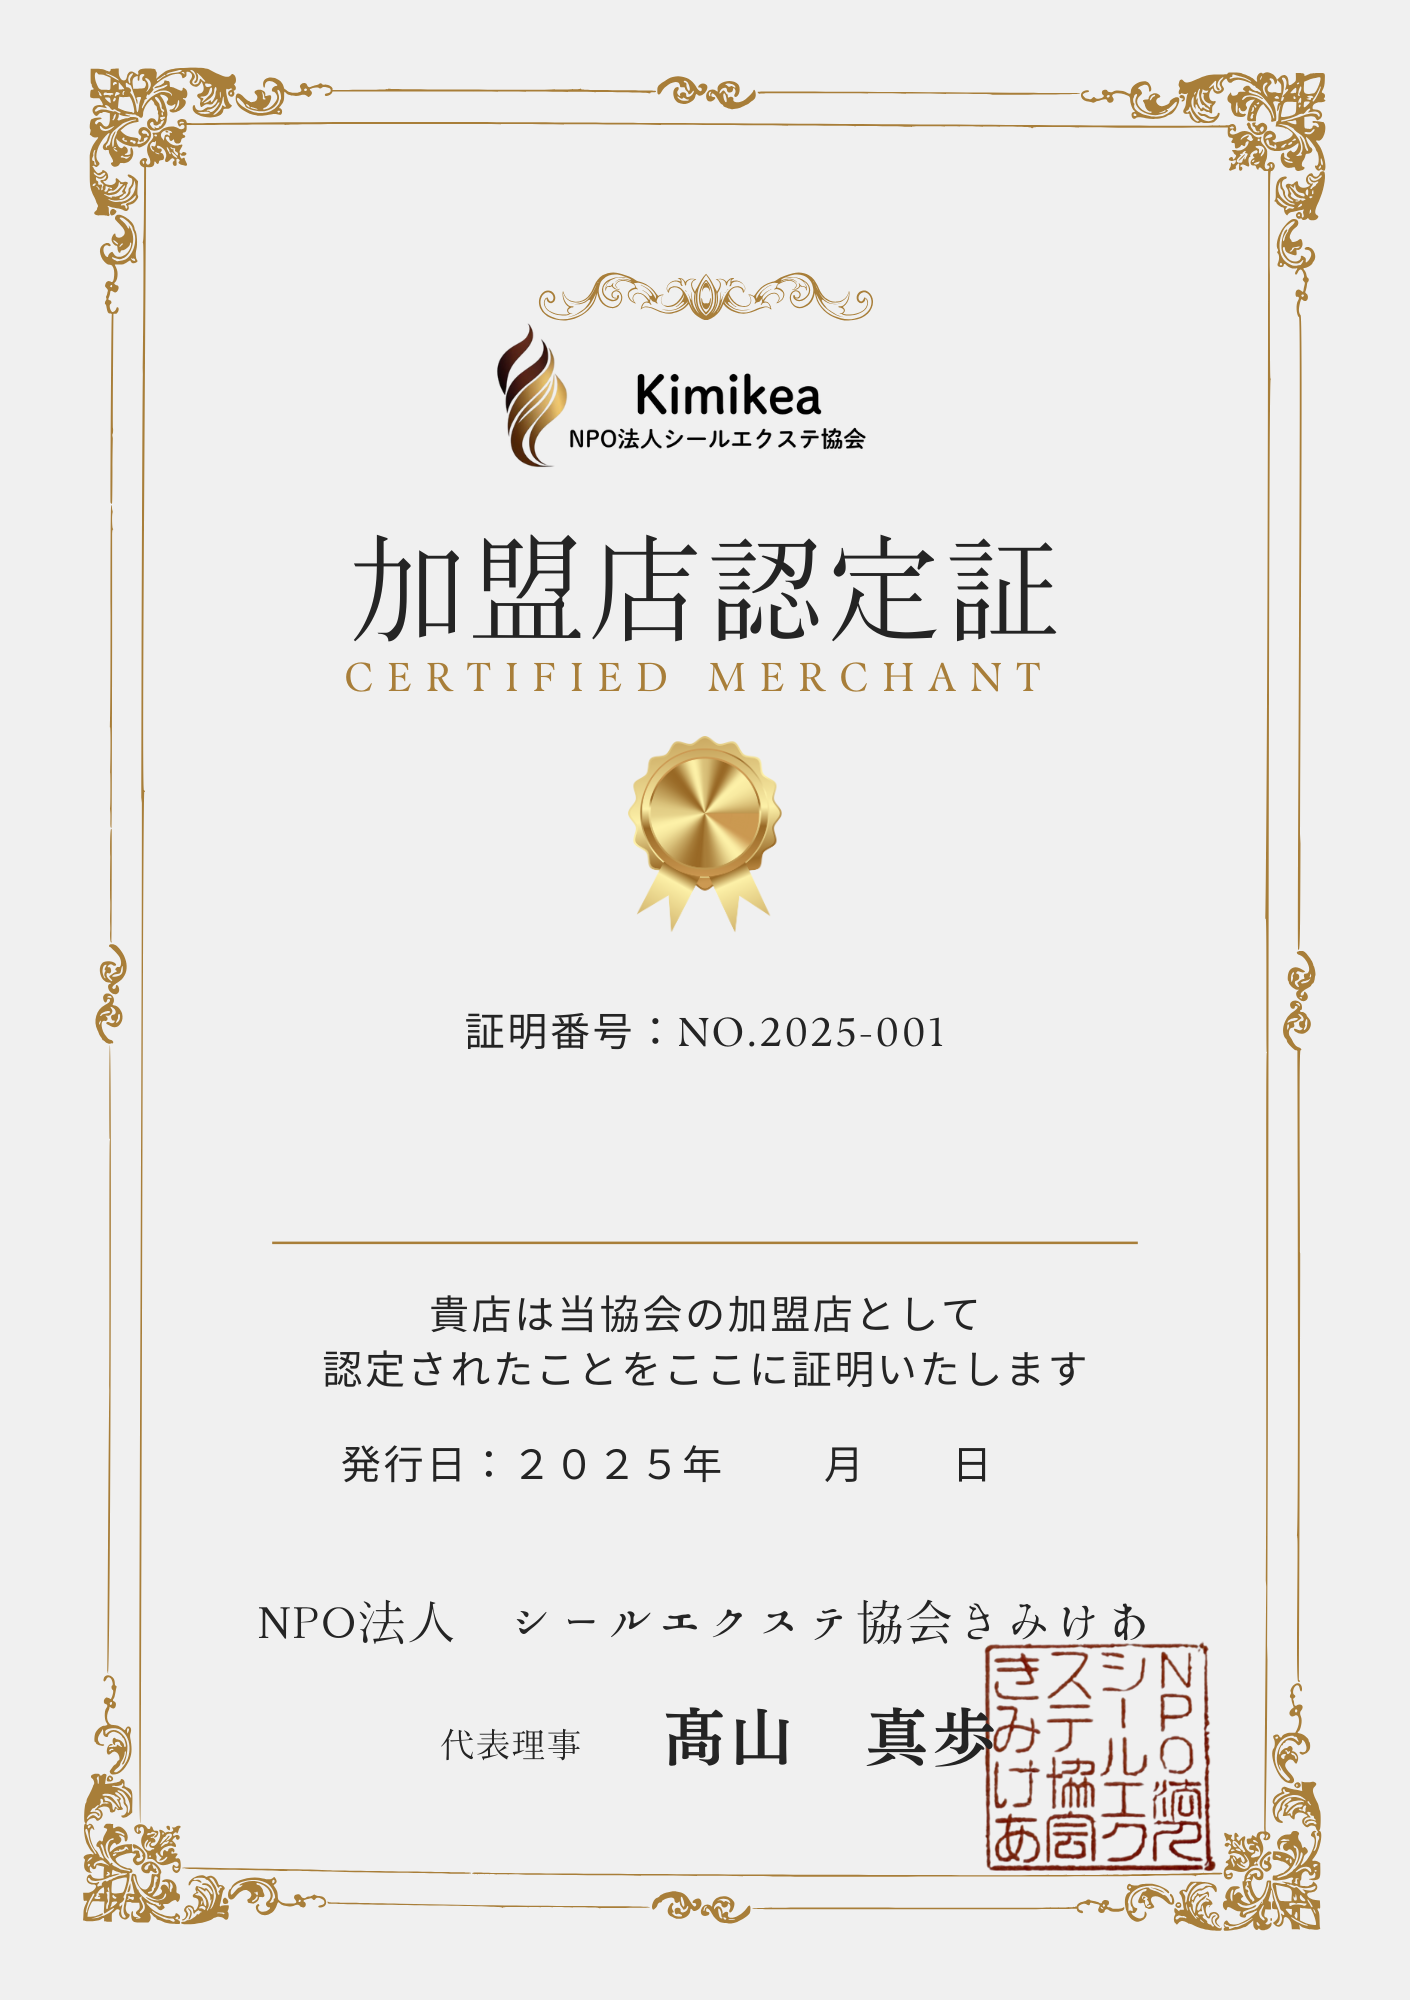 Kimikea
NPO法人シールエクステ協会
加盟店認定証
CERTIFIED MERCHANT
証明番号：NO.2025-001
貴店は当協会の加盟店として
認定されたことをここに証明いたします
発行日：２０２５年　　月　　日
NPO法人　シールエクステ協会きみけあ
代表理事　髙山　真歩
NPO法人
シールエク
ステ協会
きみけあ